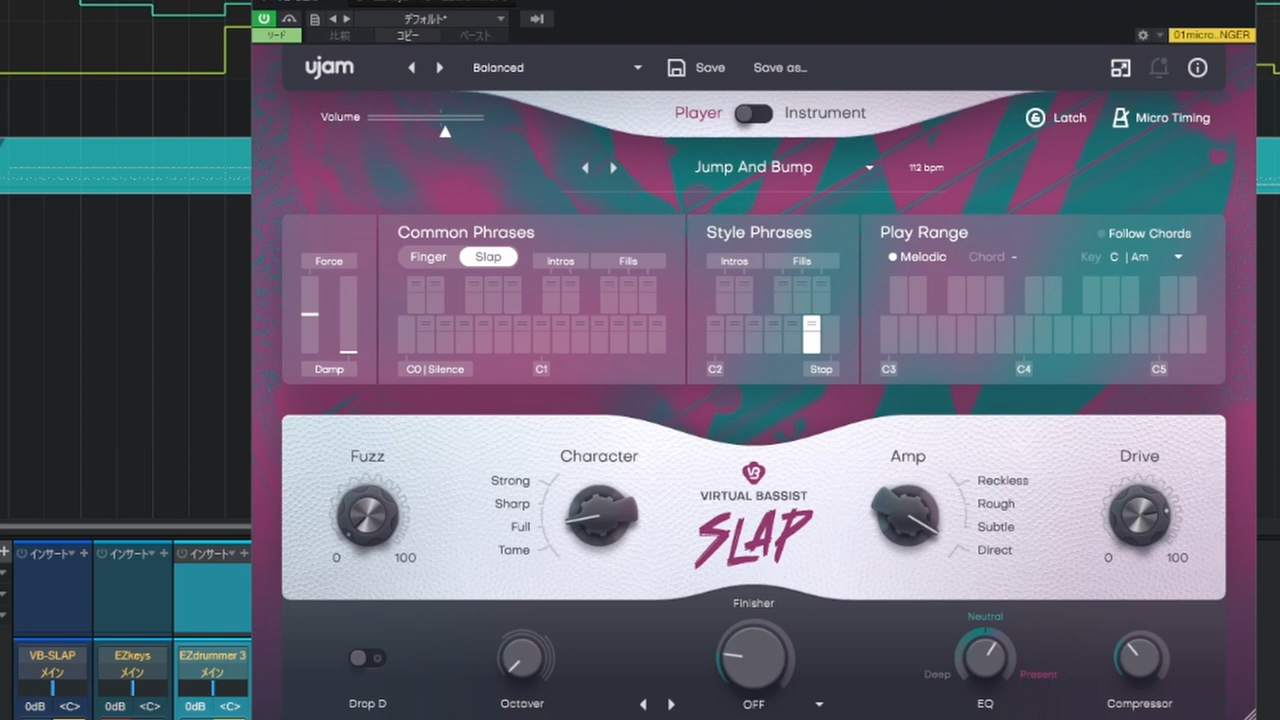 デフォルト*
リード 比較 コピー ペースト 01micro..NGER
ujam Balanced Save Save as...
Volume Player Instrument Latch Micro Timing
Jump And Bump 112 bpm
Common Phrases Style Phrases Play Range Follow Chords
Finger Slap Melodic Chord - Key C | Am
Force Intros Fills Intros Fills
Damp C0 | Silence C1 C2 Stop C3 C4 C5
Fuzz Character Amp Drive
Strong Reckless
Sharp VIRTUAL BASSIST Rough
Full SLAP Subtle
Tame Direct
0 100 0 100
インサート インサート インサート
Finisher
Neutral
VB-SLAP EZkeys EZdrummer 3
メイン メイン メイン
Deep Present
0dB <C> 0dB <C> 0dB <C>
Drop D Octaver OFF EQ Compressor